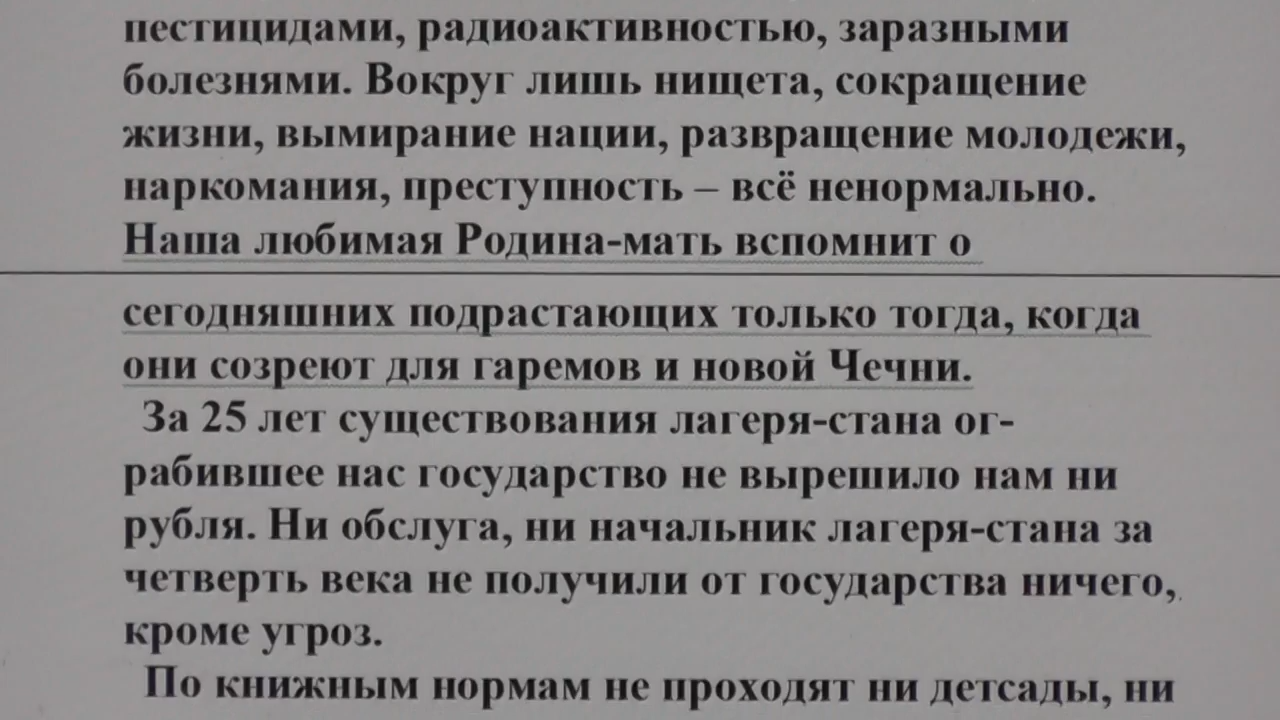 пестицидами, радиоактивностью, заразными
болезнями. Вокруг лишь нищета, сокращение
жизни, вымирание нации, развращение молодежи,
наркомания, преступность – всё ненормально.
Наша любимая Родина-мать вспомнит о
сегодняшних подрастающих только тогда, когда
они созреют для гаремов и новой Чечни.
За 25 лет существования лагеря-стана ог-
рабившее нас государство не вырешило нам ни
рубля. Ни обслуга, ни начальник лагеря-стана за
четверть века не получили от государства ничего,
кроме угроз.
По книжным нормам не проходят ни детсады, ни